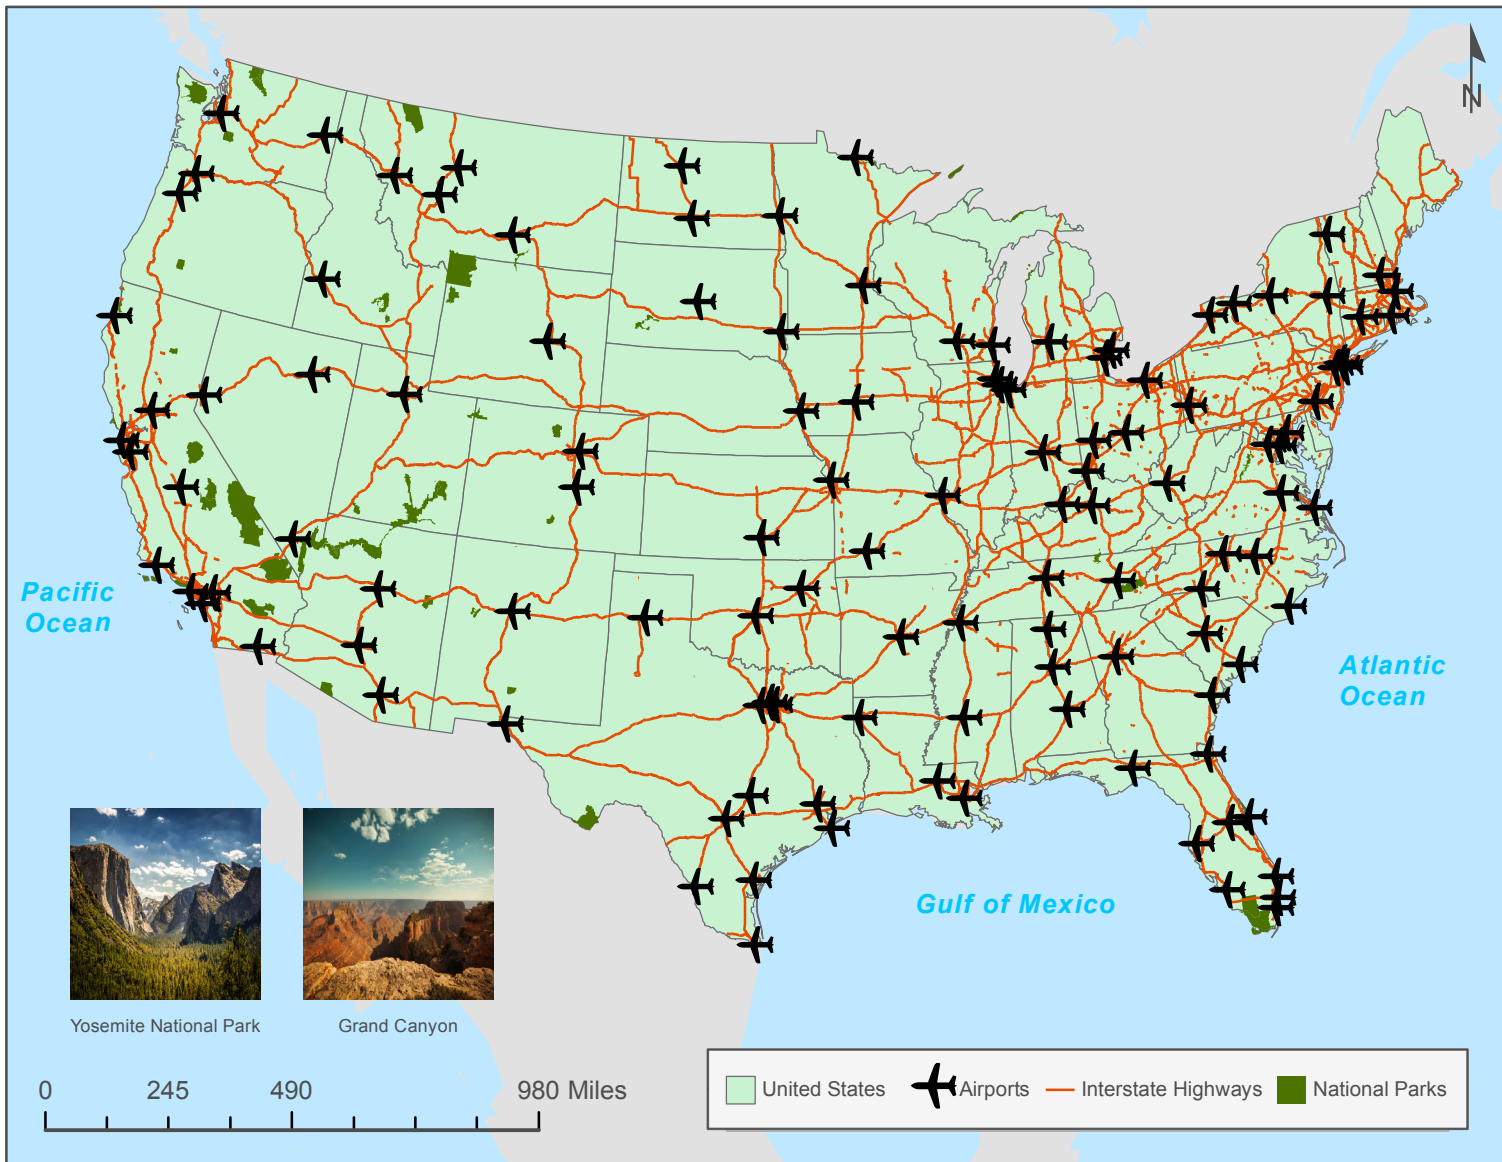 N
Pacific
Ocean
Atlantic
Ocean
Gulf of Mexico
Yosemite National Park
Grand Canyon
0 245 490 980 Miles
United States
Airports
Interstate Highways
National Parks